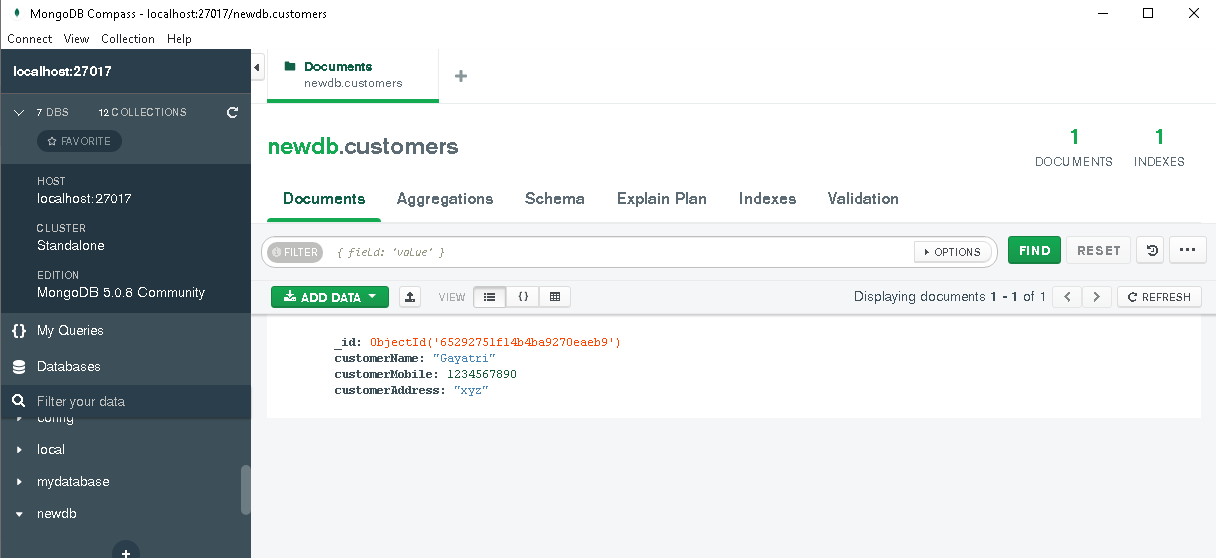 MongoDB Compass - localhost:27017/newdb.customers
Connect View Collection Help
localhost:27017
7 DBS 12 COLLECTIONS
FAVORITE
HOST
localhost:27017
CLUSTER
Standalone
EDITION
MongoDB 5.0.8 Community
{} My Queries
Databases
Filter your data
config
local
mydatabase
newdb
+
Documents
newdb.customers
+
newdb.customers
1 DOCUMENTS
1 INDEXES
Documents Aggregations Schema Explain Plan Indexes Validation
FILTER { field: 'value' } OPTIONS FIND RESET ...
ADD DATA VIEW {} Displaying documents 1 - 1 of 1 < > REFRESH
_id: ObjectId('65292751f14b4ba9270eaeb9')
customerName: "Gayatri"
customerMobile: 1234567890
customerAddress: "xyz"